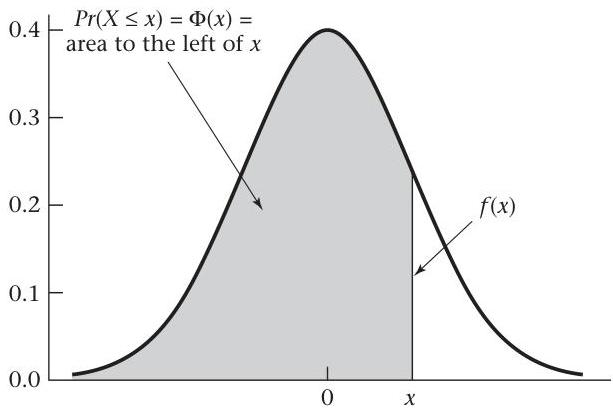 Pr(X ≤ x) = Φ(x) =
area to the left of x
0.4
0.3
0.2
0.1
0.0
f(x)
0
x